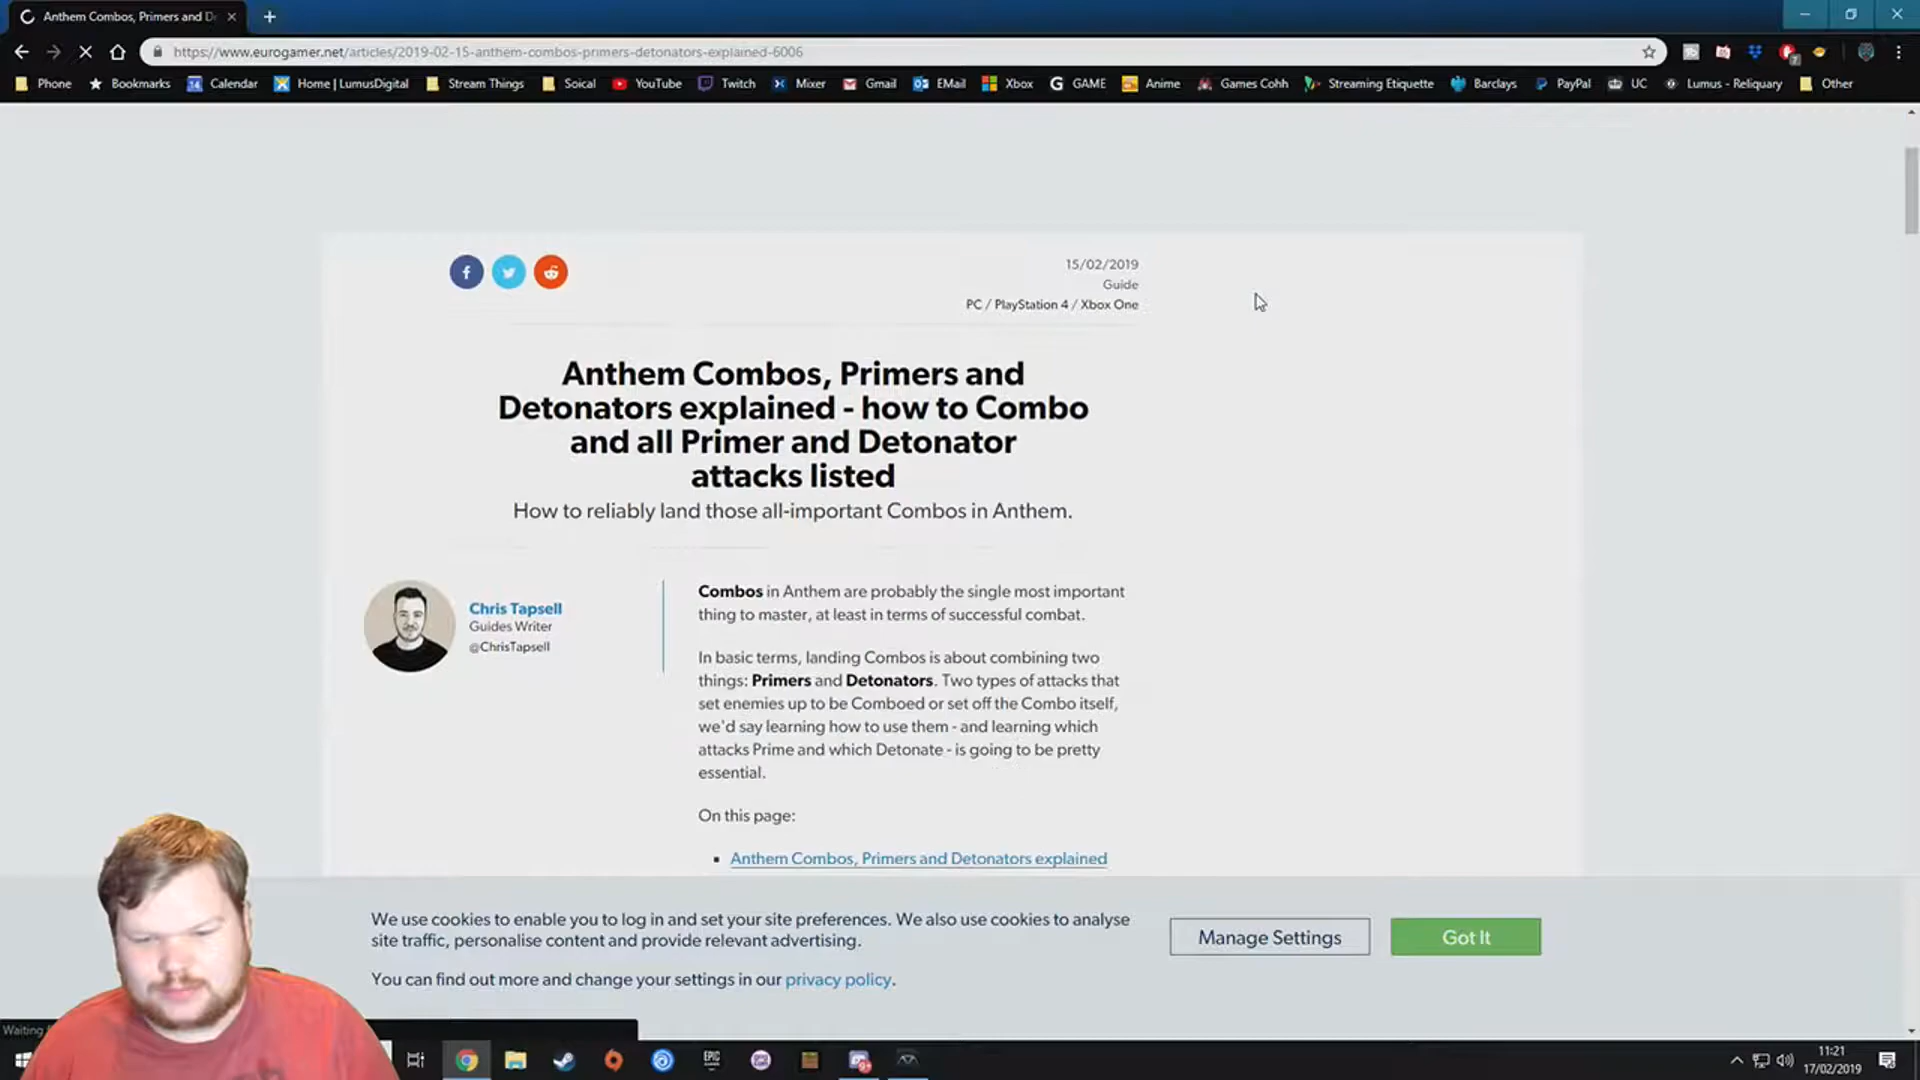 Anthem Combos, Primers and De
https://www.eurogamer.net/articles/2019-02-15-anthem-combos-primers-detonators-explained-6006
Phone Bookmarks 14 Calendar Home | LumusDigital Stream Things Soical YouTube Twitch Mixer Gmail EMail Xbox GAME Anime Games Cohh Streaming Etiquette Barclays PayPal UC Lumus - Reliquary Other
15/02/2019
Guide
PC / PlayStation 4 / Xbox One
Anthem Combos, Primers and
Detonators explained - how to Combo
and all Primer and Detonator
attacks listed
How to reliably land those all-important Combos in Anthem.
Chris Tapsell
Guides Writer
@ChrisTapsell
Combos in Anthem are probably the single most important
thing to master, at least in terms of successful combat.
In basic terms, landing Combos is about combining two
things: Primers and Detonators. Two types of attacks that
set enemies up to be Comboed or set off the Combo itself,
we'd say learning how to use them - and learning which
attacks Prime and which Detonate - is going to be pretty
essential.
On this page:
Anthem Combos, Primers and Detonators explained
We use cookies to enable you to log in and set your site preferences. We also use cookies to analyse
site traffic, personalise content and provide relevant advertising.
You can find out more and change your settings in our privacy policy.
Manage Settings
Got It
Waiting
EPIC
11:21
17/02/2019